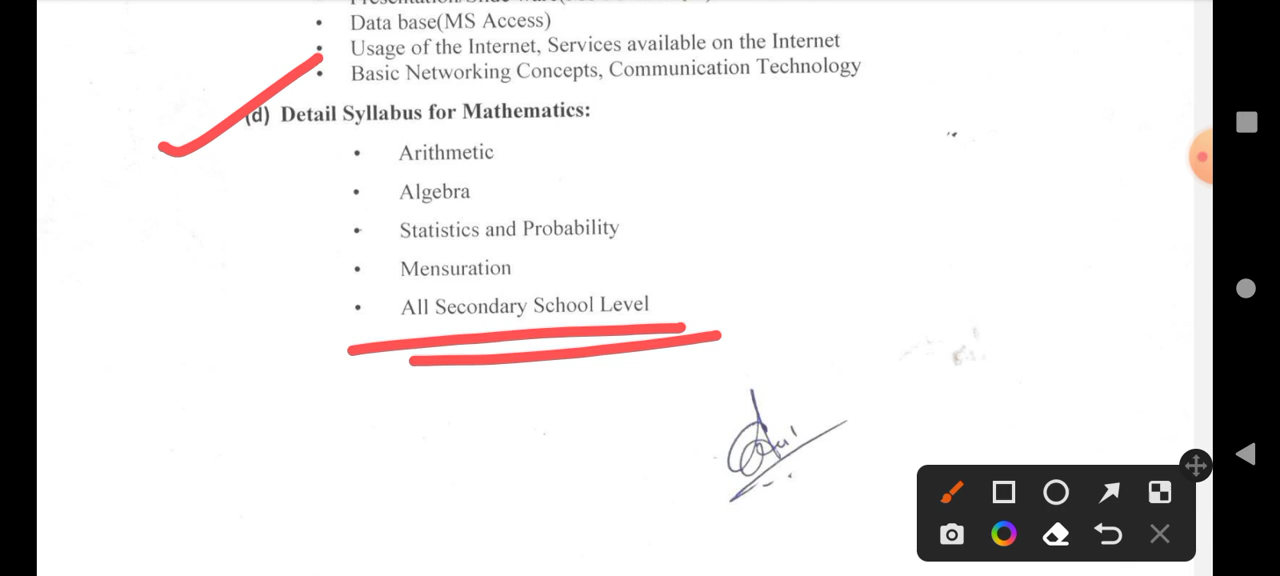 • Data base(MS Access)
• Usage of the Internet, Services available on the Internet
• Basic Networking Concepts, Communication Technology
(d) Detail Syllabus for Mathematics:
• Arithmetic
• Algebra
• Statistics and Probability
• Mensuration
• All Secondary School Level